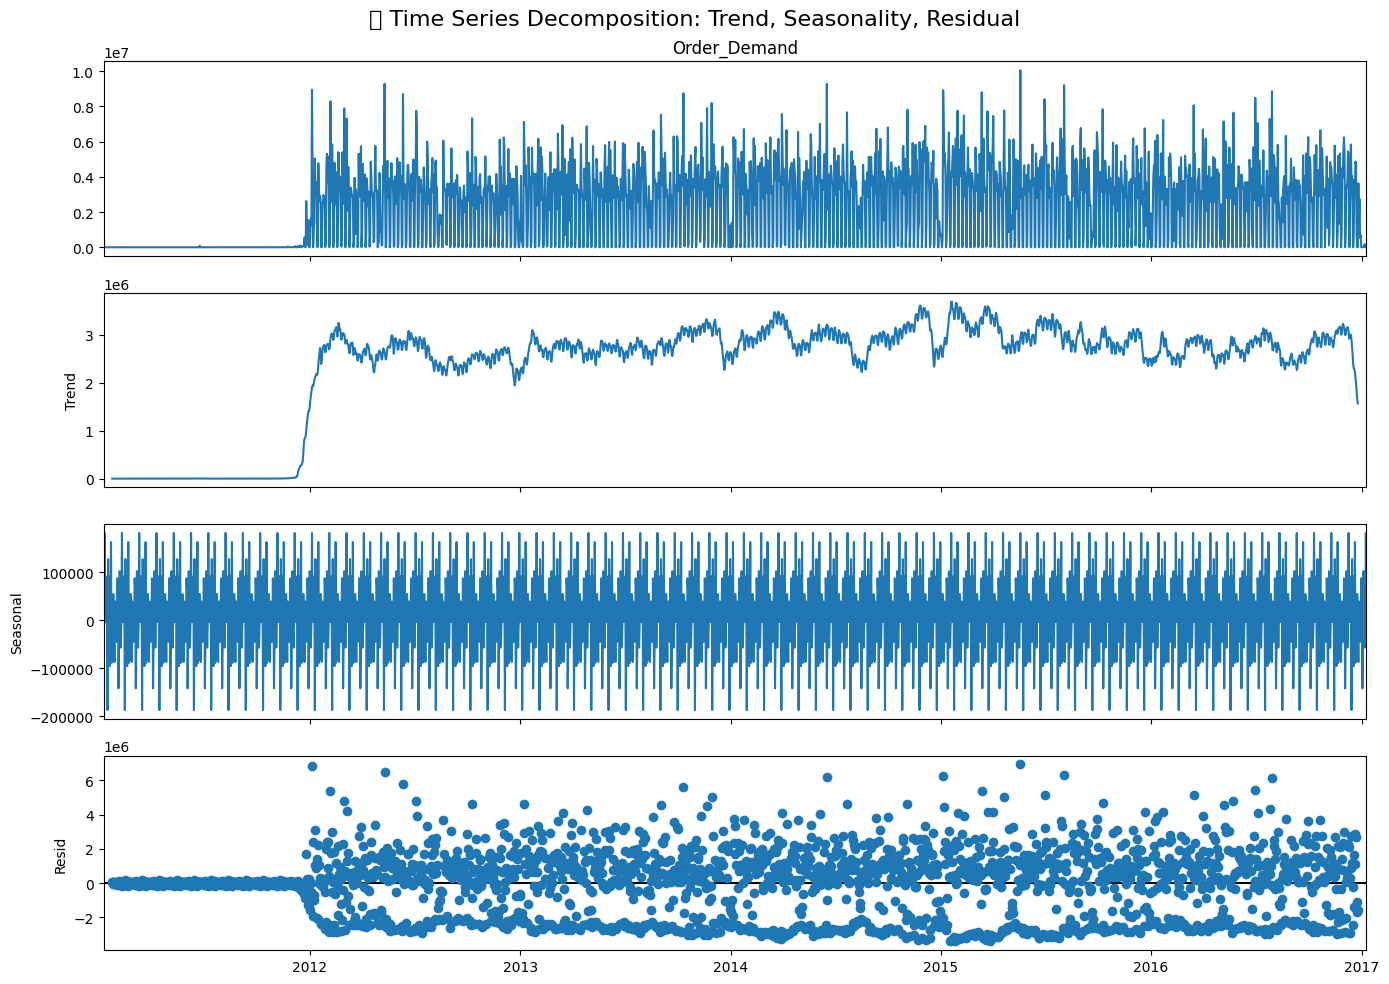 ▯ Time Series Decomposition: Trend, Seasonality, Residual
Order_Demand
1e7
1.0
0.8
0.6
0.4
0.2
0.0
1e6
3
2
1
0
Trend
100000
0
−100000
−200000
Seasonal
1e6
6
4
2
0
−2
Resid
2012 2013 2014 2015 2016 2017